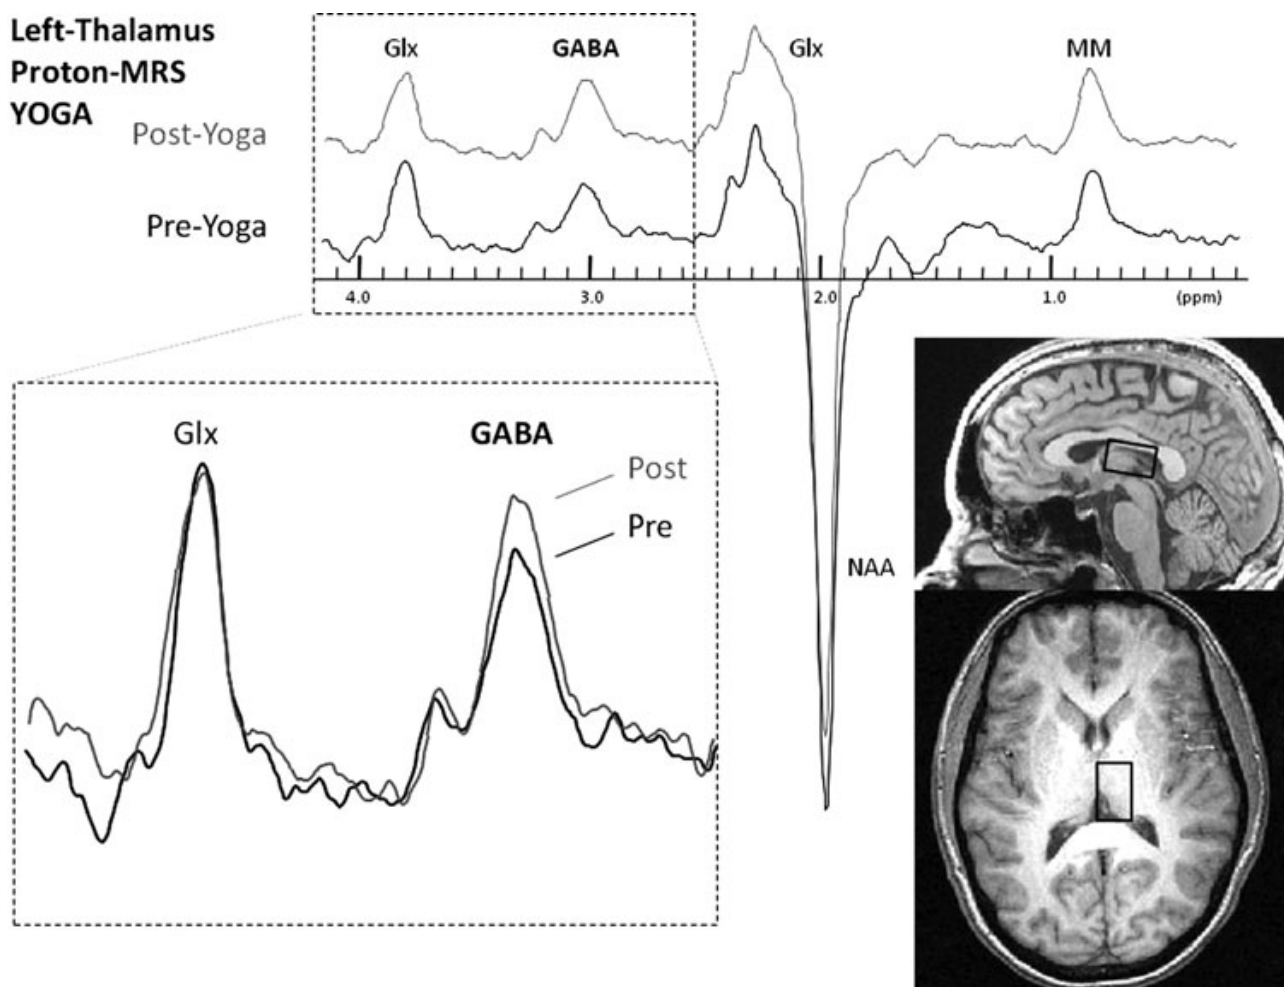 Left-Thalamus
Proton-MRS
YOGA
Glx GABA Glx MM
Post-Yoga
Pre-Yoga
4.0 3.0 2.0 1.0 (ppm)
Glx GABA
Post
Pre
NAA